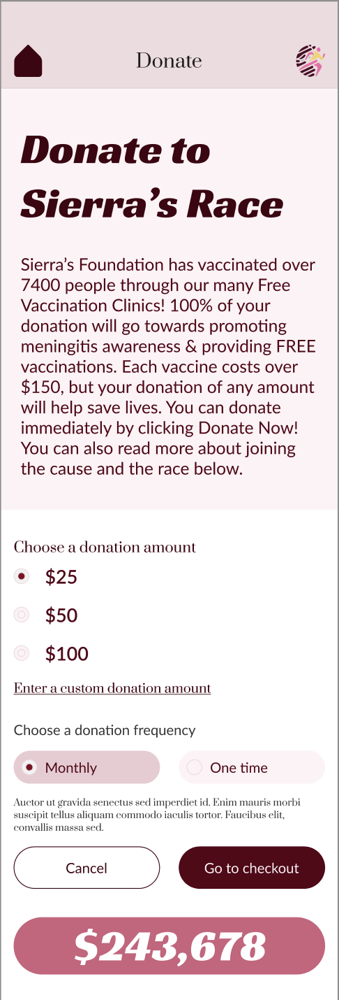 Donate
Donate to
Sierra’s Race
Sierra’s Foundation has vaccinated over
7400 people through our many Free
Vaccination Clinics! 100% of your
donation will go towards promoting
meningitis awareness & providing FREE
vaccinations. Each vaccine costs over
$150, but your donation of any amount
will help save lives. You can donate
immediately by clicking Donate Now!
You can also read more about joining
the cause and the race below.
Choose a donation amount
$25
$50
$100
Enter a custom donation amount
Choose a donation frequency
Monthly
One time
Auctor ut gravida senectus sed imperdiet id. Enim mauris morbi
suscipit tellus aliquam commodo iaculis tortor. Faucibus elit,
convallis massa sed.
Cancel
Go to checkout
$243,678